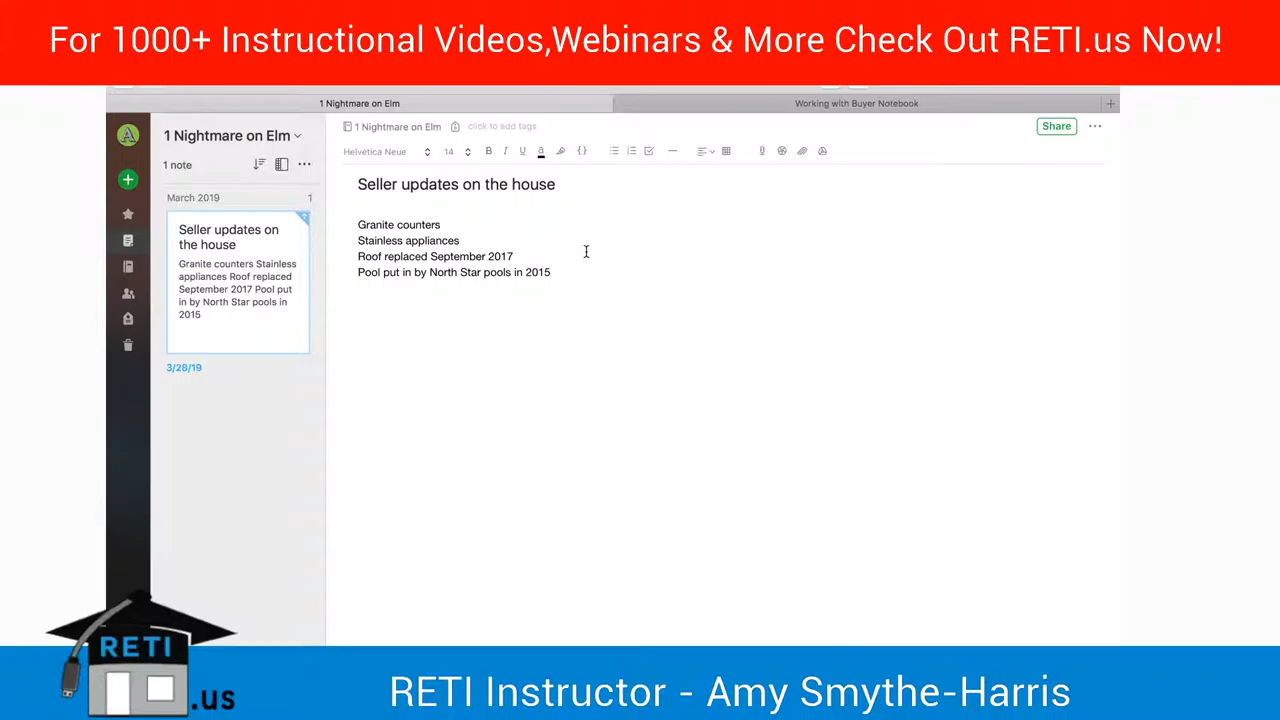 For 1000+ Instructional Videos,Webinars & More Check Out RETI.us Now!
1 Nightmare on Elm
Working with Buyer Notebook
1 Nightmare on Elm
1 note
March 2019 1
Seller updates on
the house
Granite counters Stainless
appliances Roof replaced
September 2017 Pool put
in by North Star pools in
2015
3/28/19
1 Nightmare on Elm
click to add tags
Share
Helvetica Neue
14
B I U a
Seller updates on the house
Granite counters
Stainless appliances
Roof replaced September 2017
Pool put in by North Star pools in 2015
RETI
.us
RETI Instructor - Amy Smythe-Harris